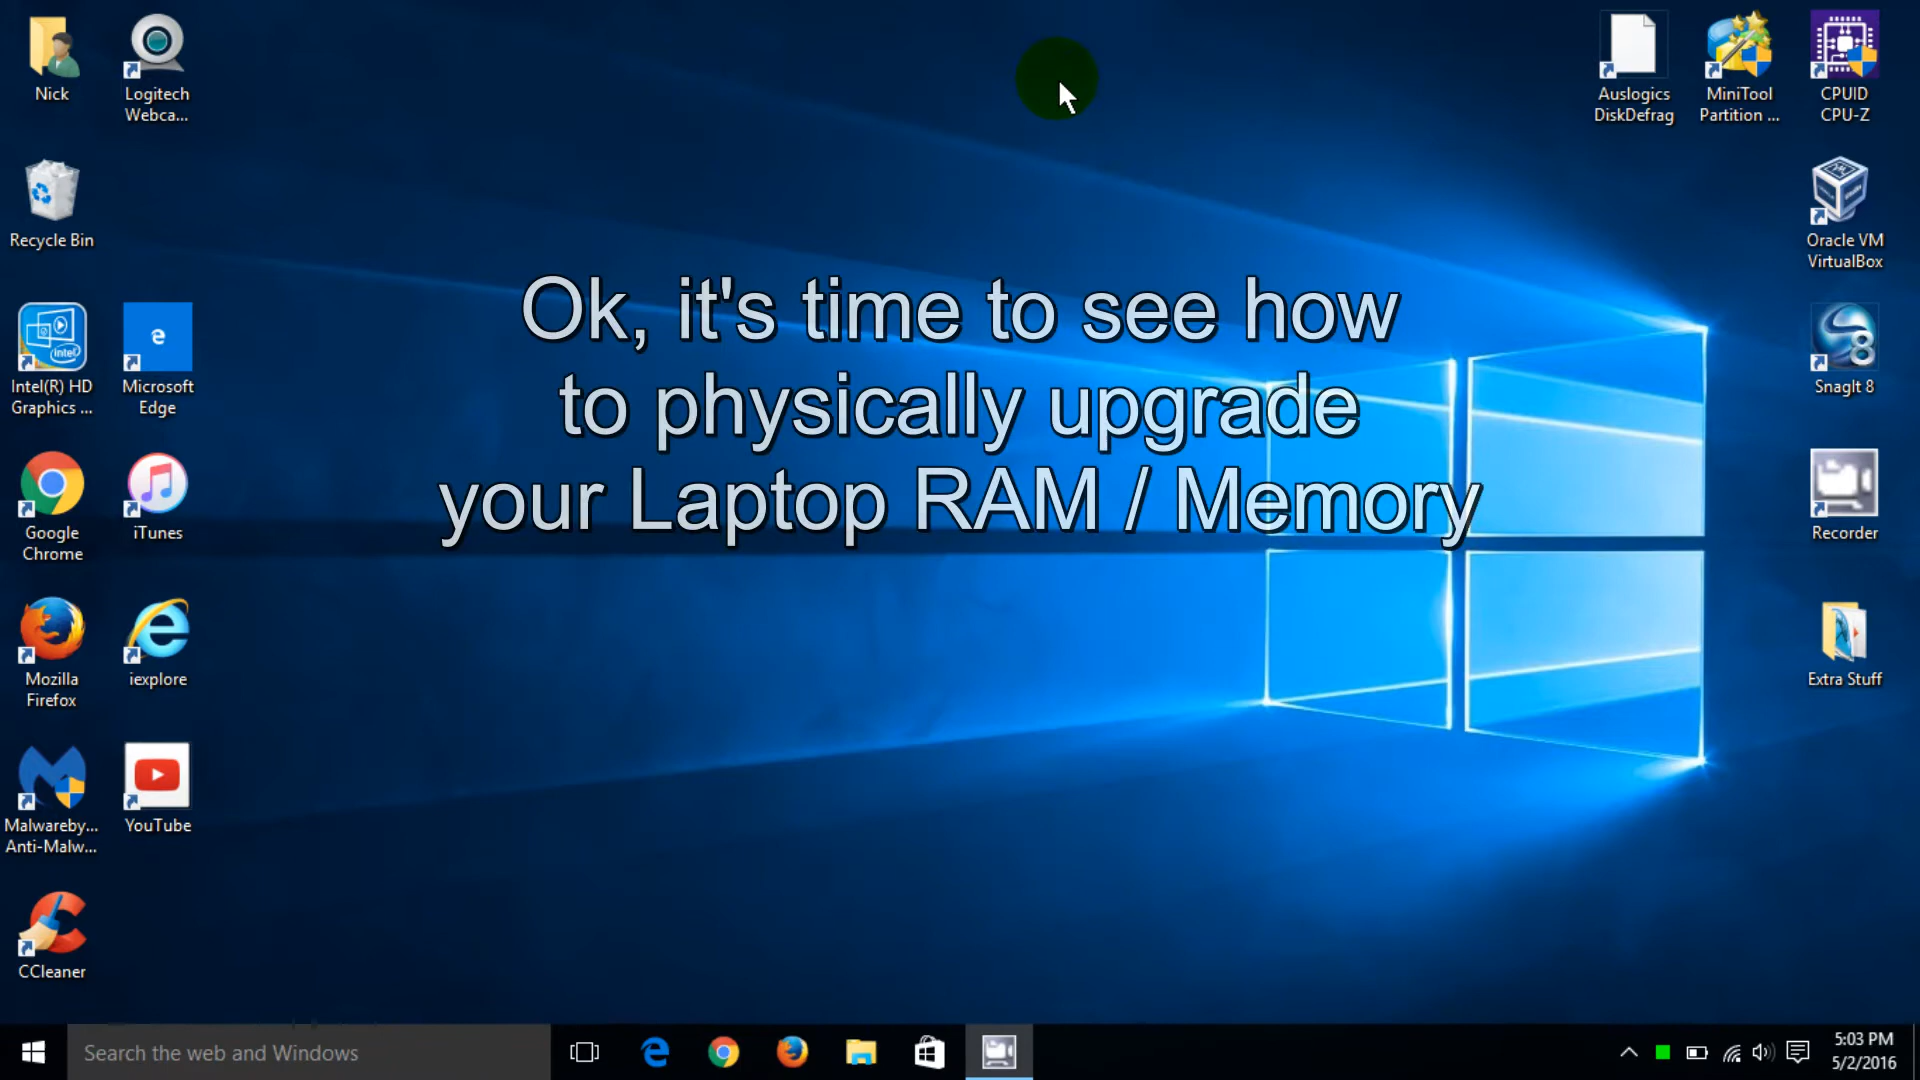 Nick
Logitech
Webca...
Auslogics
DiskDefrag
MiniTool
Partition ...
CPUID
CPU-Z
Recycle Bin
Oracle VM
VirtualBox
Ok, it's time to see how
to physically upgrade
your Laptop RAM / Memory
intel
Intel(R) HD
Graphics ...
Microsoft
Edge
SnagIt 8
Google
Chrome
iTunes
Recorder
Mozilla
Firefox
iexplore
Extra Stuff
Malwareby...
Anti-Malw...
YouTube
CCleaner
Search the web and Windows
5:03 PM
5/2/2016